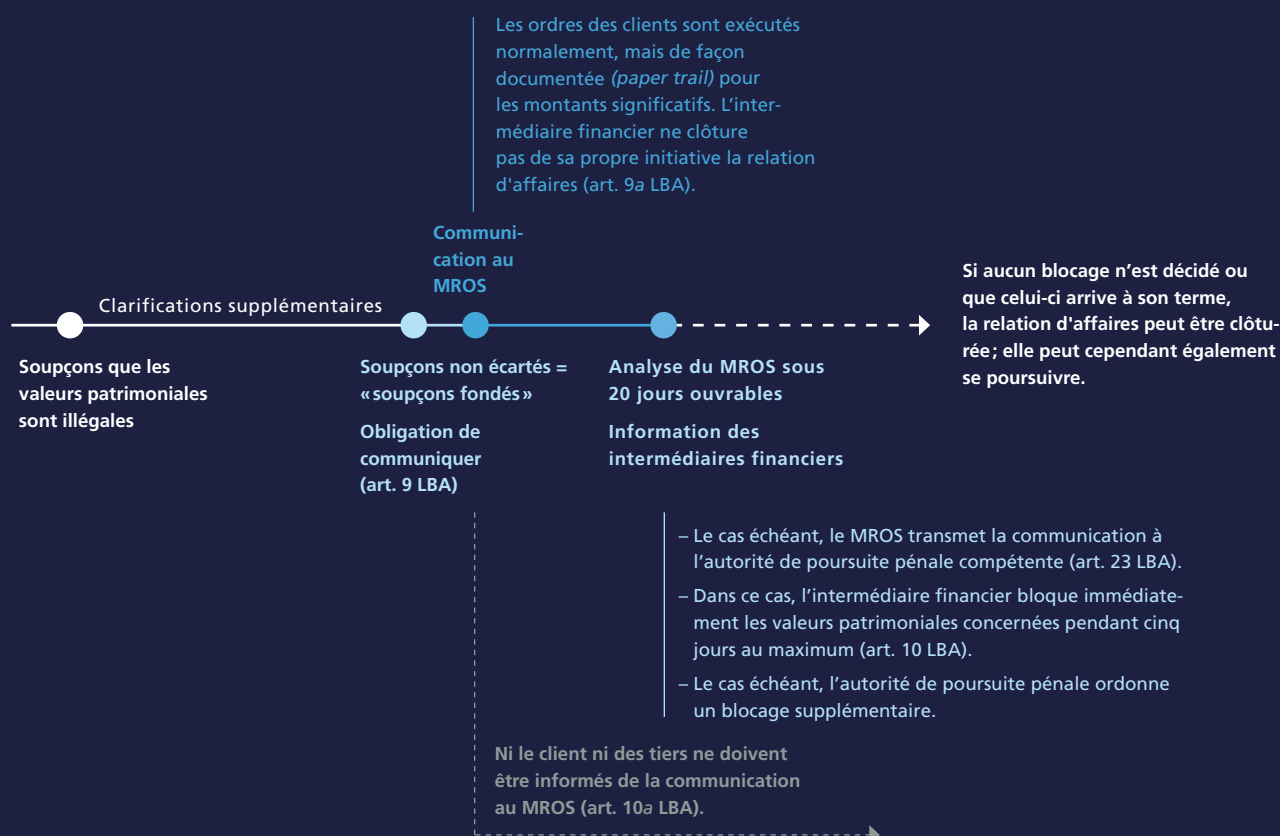 Les ordres des clients sont exécutés
normalement, mais de façon
documentée (paper trail) pour
les montants significatifs. L'inter-
médiaire financier ne clôture
pas de sa propre initiative la relation
d'affaires (art. 9a LBA).
Communi-
cation au
MROS
Clarifications supplémentaires
Soupçons que les
valeurs patrimoniales
sont illégales
Soupçons non écartés =
«soupçons fondés»
Obligation de
communiquer
(art. 9 LBA)
Analyse du MROS sous
20 jours ouvrables
Information des
intermédiaires financiers
Si aucun blocage n’est décidé ou
que celui-ci arrive à son terme,
la relation d'affaires peut être clôtu-
rée; elle peut cependant également
se poursuivre.
– Le cas échéant, le MROS transmet la communication à
l’autorité de poursuite pénale compétente (art. 23 LBA).
– Dans ce cas, l’intermédiaire financier bloque immédiate-
ment les valeurs patrimoniales concernées pendant cinq
jours au maximum (art. 10 LBA).
– Le cas échéant, l’autorité de poursuite pénale ordonne
un blocage supplémentaire.
Ni le client ni des tiers ne doivent
être informés de la communication
au MROS (art. 10a LBA).